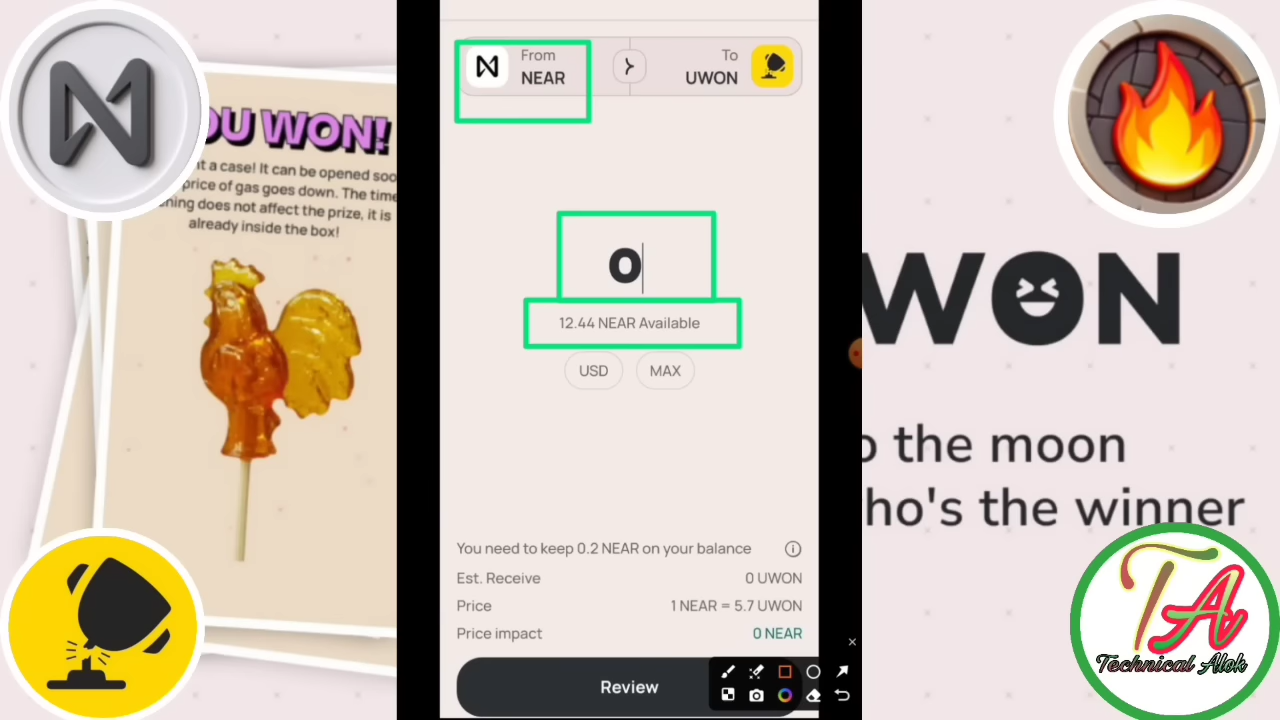 OU WON!
t a case! It can be opened soo
price of gas goes down. The time
ning does not affect the prize, it is
already inside the box!
From
NEAR
To
UWON
0
12.44 NEAR Available
USD
MAX
You need to keep 0.2 NEAR on your balance
Est. Receive
0 UWON
Price
1 NEAR = 5.7 UWON
Price impact
0 NEAR
Review
WON
o the moon
ho's the winner
TA
Technical Alok